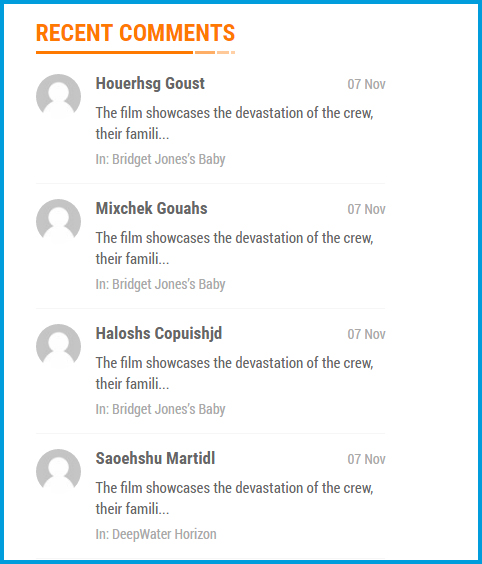 RECENT COMMENTS
Houerhsg Goust 07 Nov
The film showcases the devastation of the crew,
their famili...
In: Bridget Jones's Baby
Mixchek Gouahs 07 Nov
The film showcases the devastation of the crew,
their famili...
In: Bridget Jones's Baby
Haloshs Copuishjd 07 Nov
The film showcases the devastation of the crew,
their famili...
In: Bridget Jones's Baby
Saoehshu Martidl 07 Nov
The film showcases the devastation of the crew,
their famili...
In: DeepWater Horizon